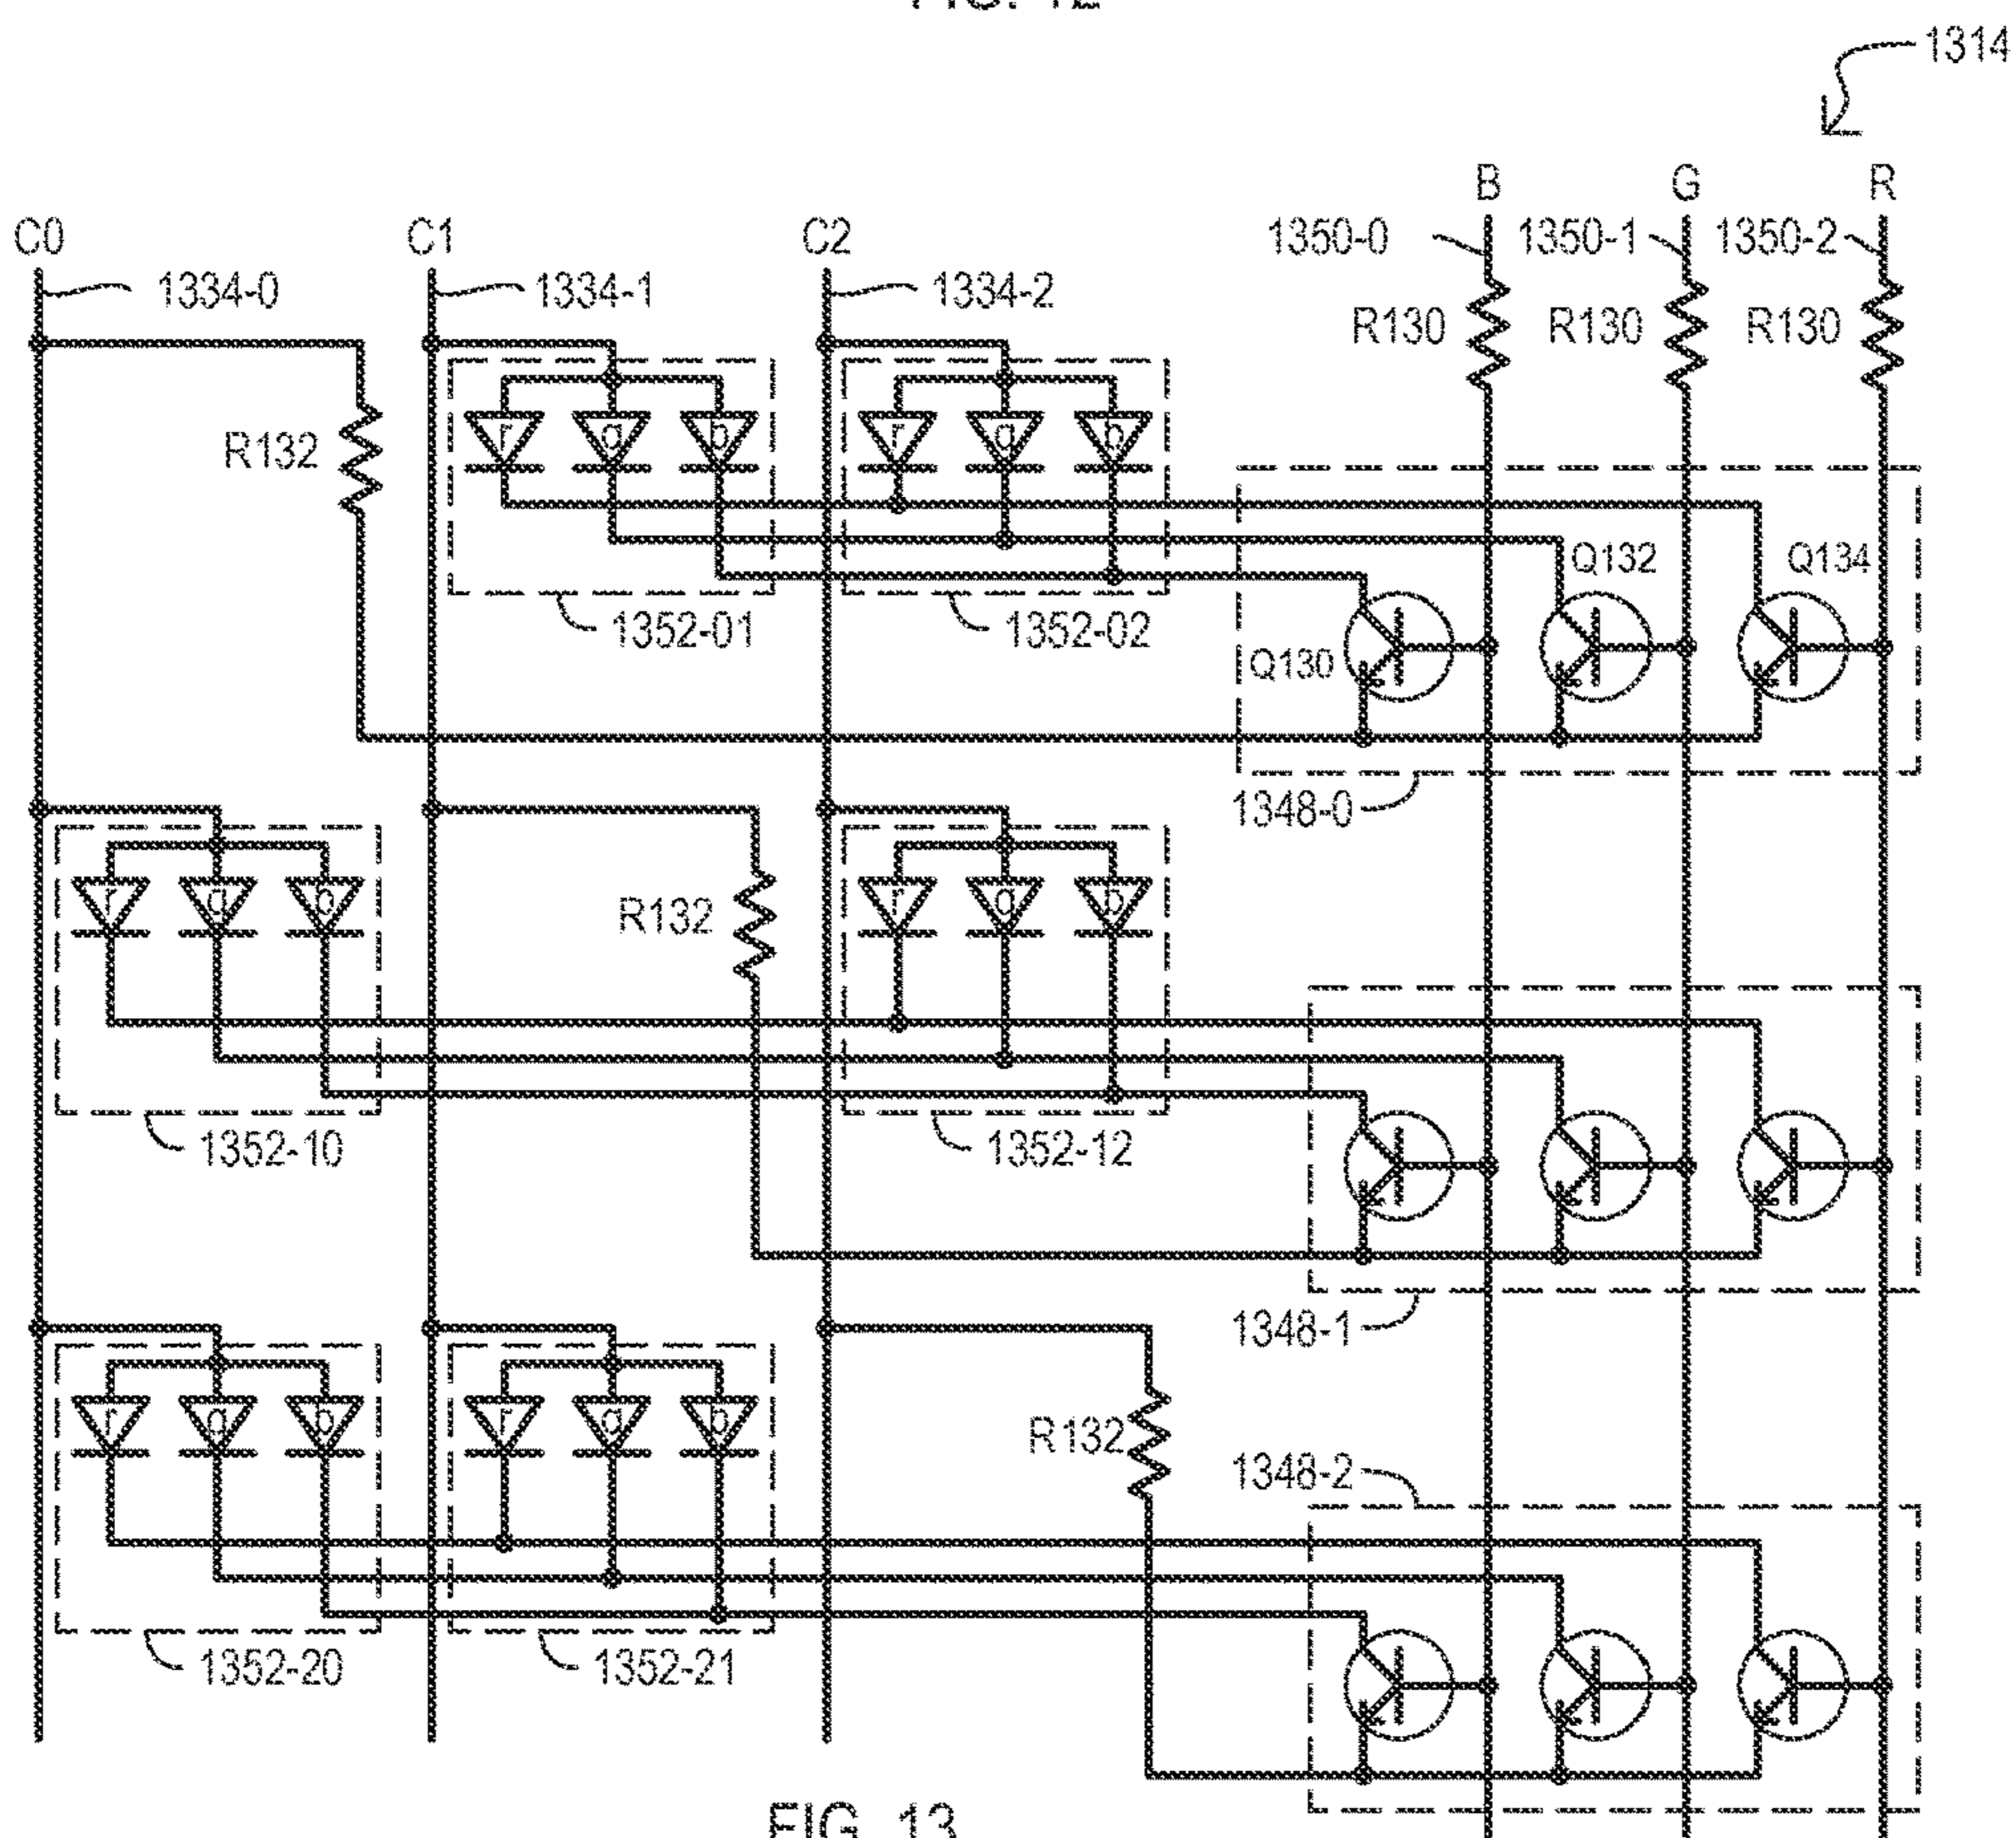 1314
B G R
C0 C1 C2 1350-0 1350-1 1350-2
1334-0 1334-1 1334-2
R130 R130 R130
R132
r g b r g b
Q132 Q134
1352-01 1352-02
Q130
1348-0
r g b r g b
R132
1352-10 1352-12
1348-1
r g b r g b
R132
1348-2
1352-20 1352-21
FIG. 13